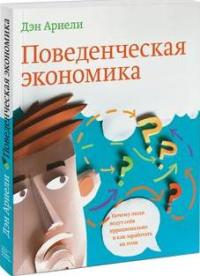 Дэн Ариели
Поведенческая
экономика
Почему люди
ведут себя
иррационально
и как заработать
на этом
Дэн Ариели Поведенческая экономика